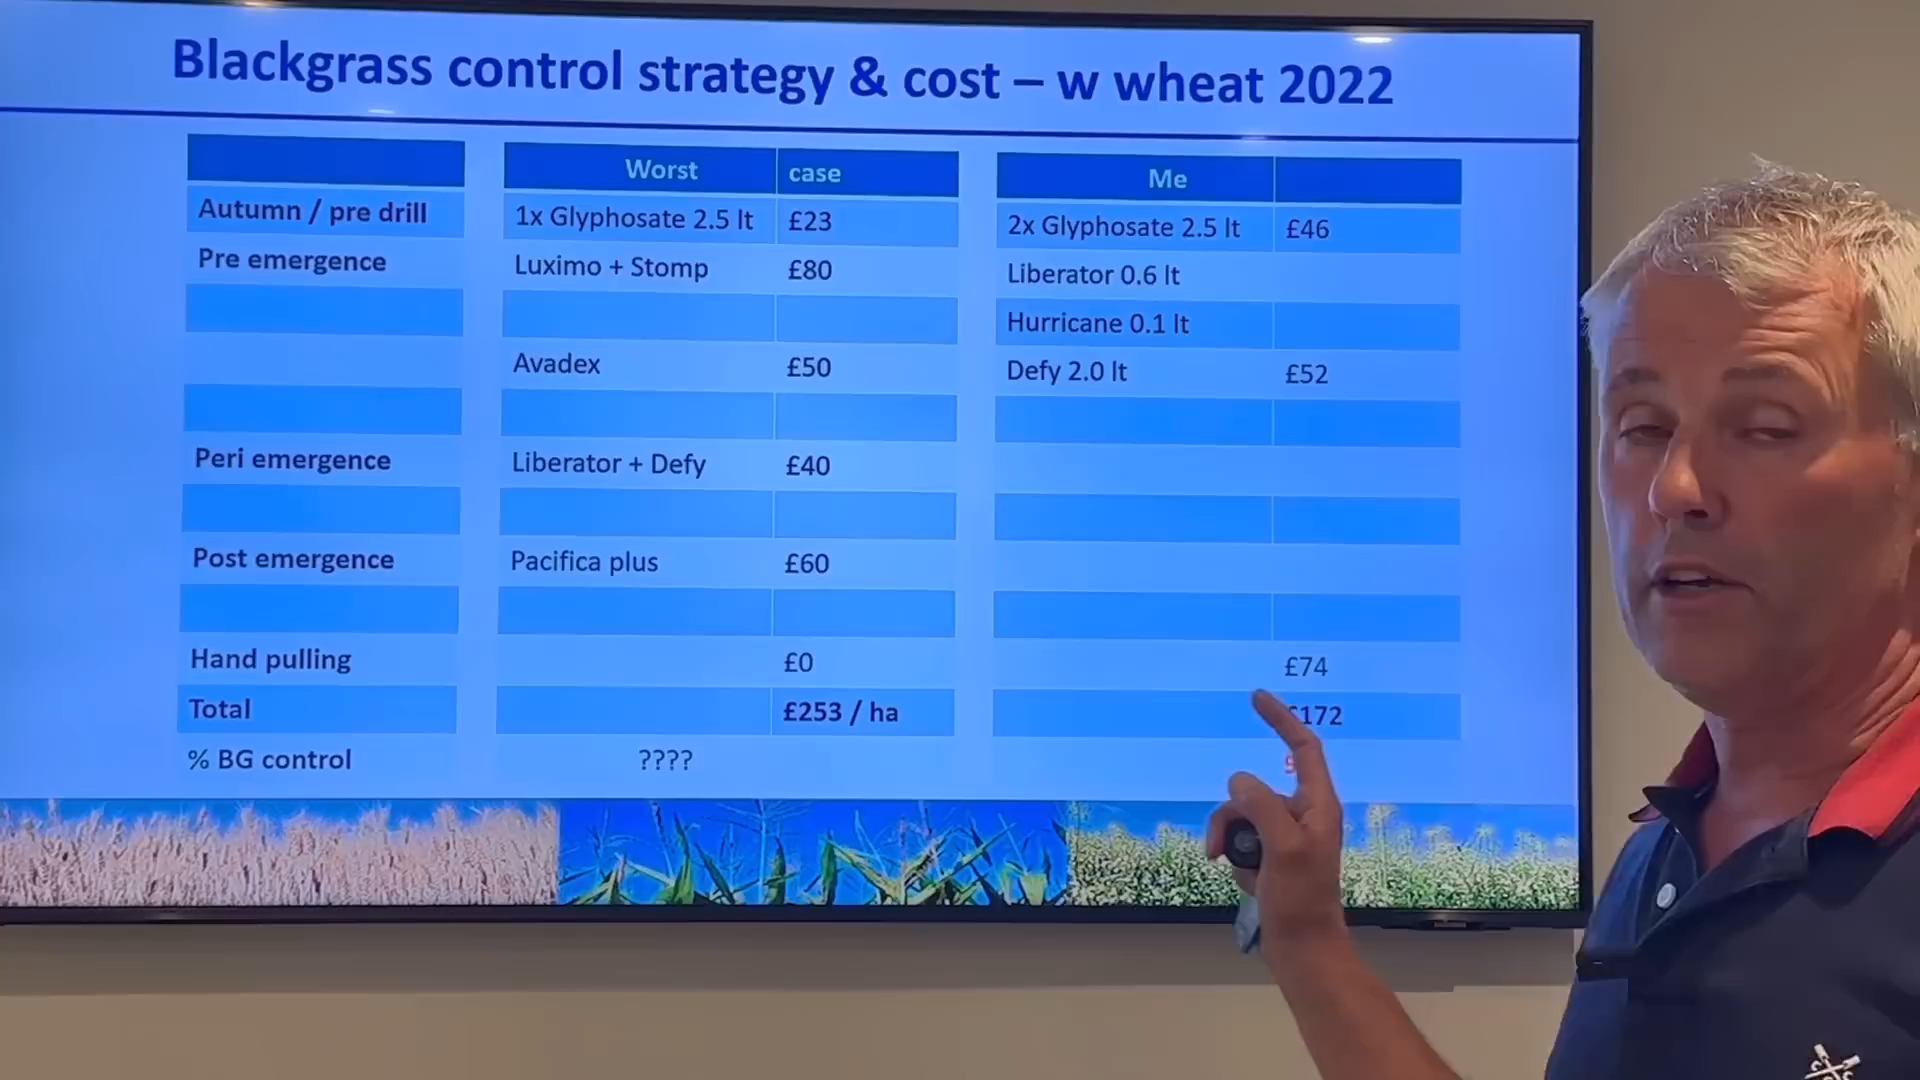 Blackgrass control strategy & cost – w wheat 2022
Worst case Me
Autumn / pre drill 1x Glyphosate 2.5 lt £23 2x Glyphosate 2.5 lt £46
Pre emergence Luximo + Stomp £80 Liberator 0.6 lt
Hurricane 0.1 lt
Avadex £50 Defy 2.0 lt £52
Peri emergence Liberator + Defy £40
Post emergence Pacifica plus £60
Hand pulling £0 £74
Total £253 / ha £172
% BG control ????